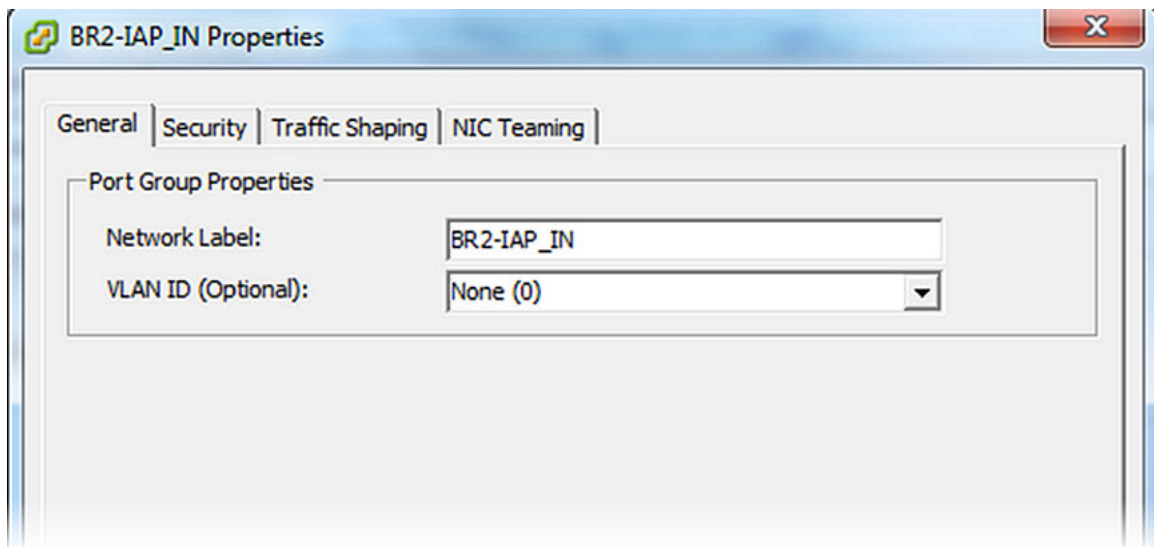 BR2-IAP_IN Properties
General Security Traffic Shaping NIC Teaming
Port Group Properties
Network Label: BR2-IAP_IN
VLAN ID (Optional): None (0)